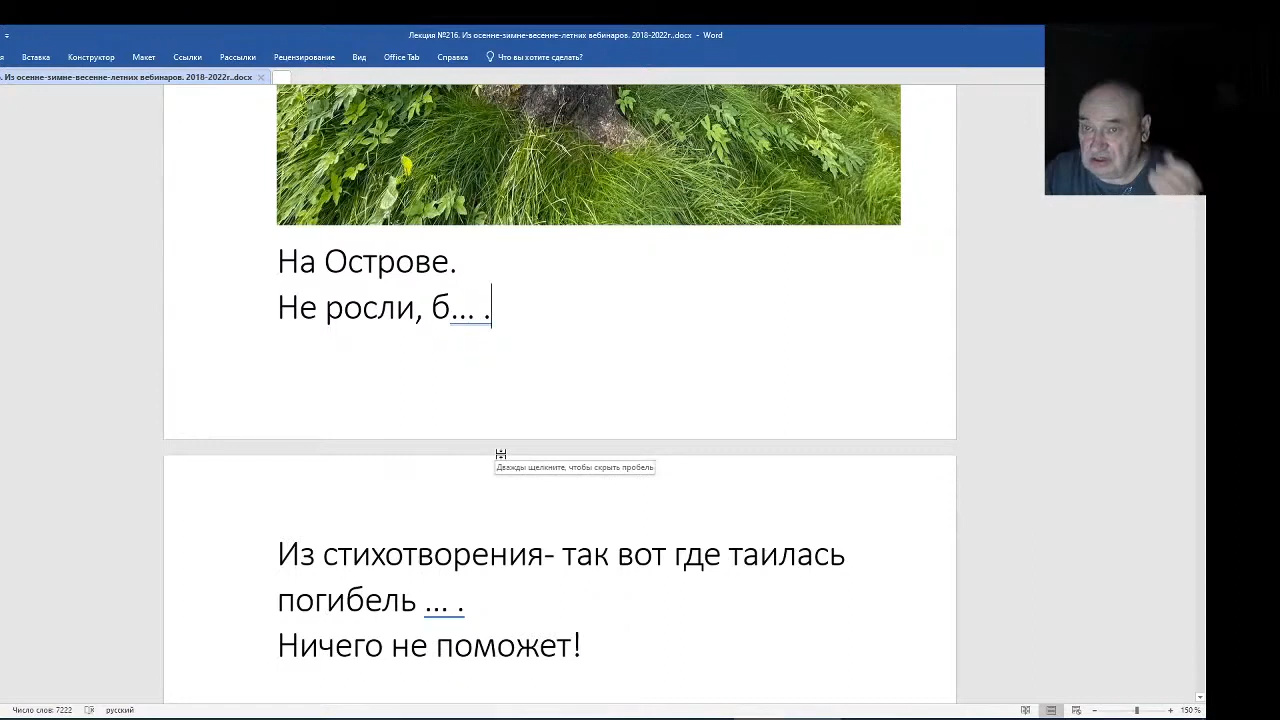 Лекция №216. Из осенне-зимне-весенне-летних вебинаров. 2018-2022г..docx - Word
Вставка Конструктор Макет Ссылки Рассылки Рецензирование Вид Office Tab Справка Что вы хотите сделать?
. Из осенне-зимне-весенне-летних вебинаров. 2018-2022г..docx
На Острове.
Не росли, б... .
Дважды щелкните, чтобы скрыть пробель
Из стихотворения- так вот где таилась
погибель ... .
Ничего не поможет!
Число слов: 7222 русский 150 %